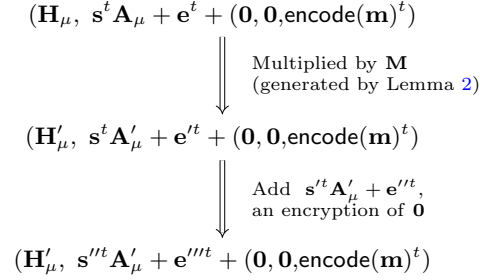 (H_μ, s^t A_μ + e^t + (0, 0,encode(m)^t)
Multiplied by M
(generated by Lemma 2)
(H′_μ, s^t A′_μ + e′^t + (0, 0,encode(m)^t)
Add s′^t A′_μ + e″^t,
an encryption of 0
(H′_μ, s″^t A′_μ + e‴^t + (0, 0,encode(m)^t)